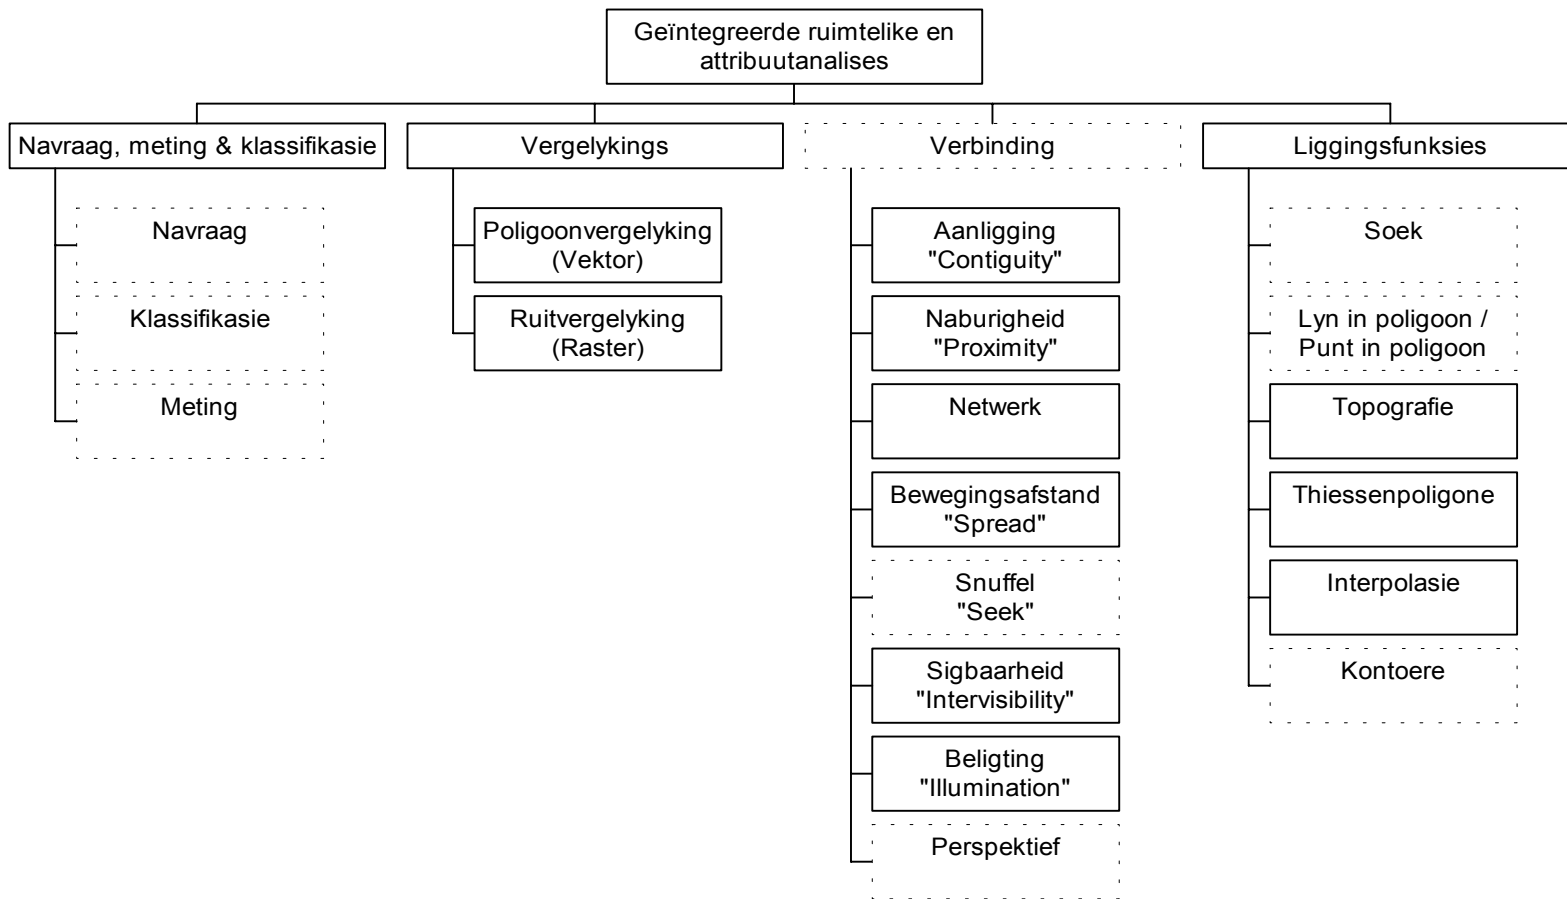 Geïntegreerde ruimtelike en
attribuutanalises
Navraag, meting & klassifikasie
Navraag
Klassifikasie
Meting
Vergelykings
Poligoonvergelyking
(Vektor)
Ruitvergelyking
(Raster)
Verbinding
Aanligging
"Contiguity"
Naburigheid
"Proximity"
Netwerk
Bewegingsafstand
"Spread"
Snuffel
"Seek"
Sigbaarheid
"Intervisibility"
Beligting
"Illumination"
Perspektief
Liggingsfunksies
Soek
Lyn in poligoon /
Punt in poligoon
Topografie
Thiessenpoligone
Interpolasie
Kontoere